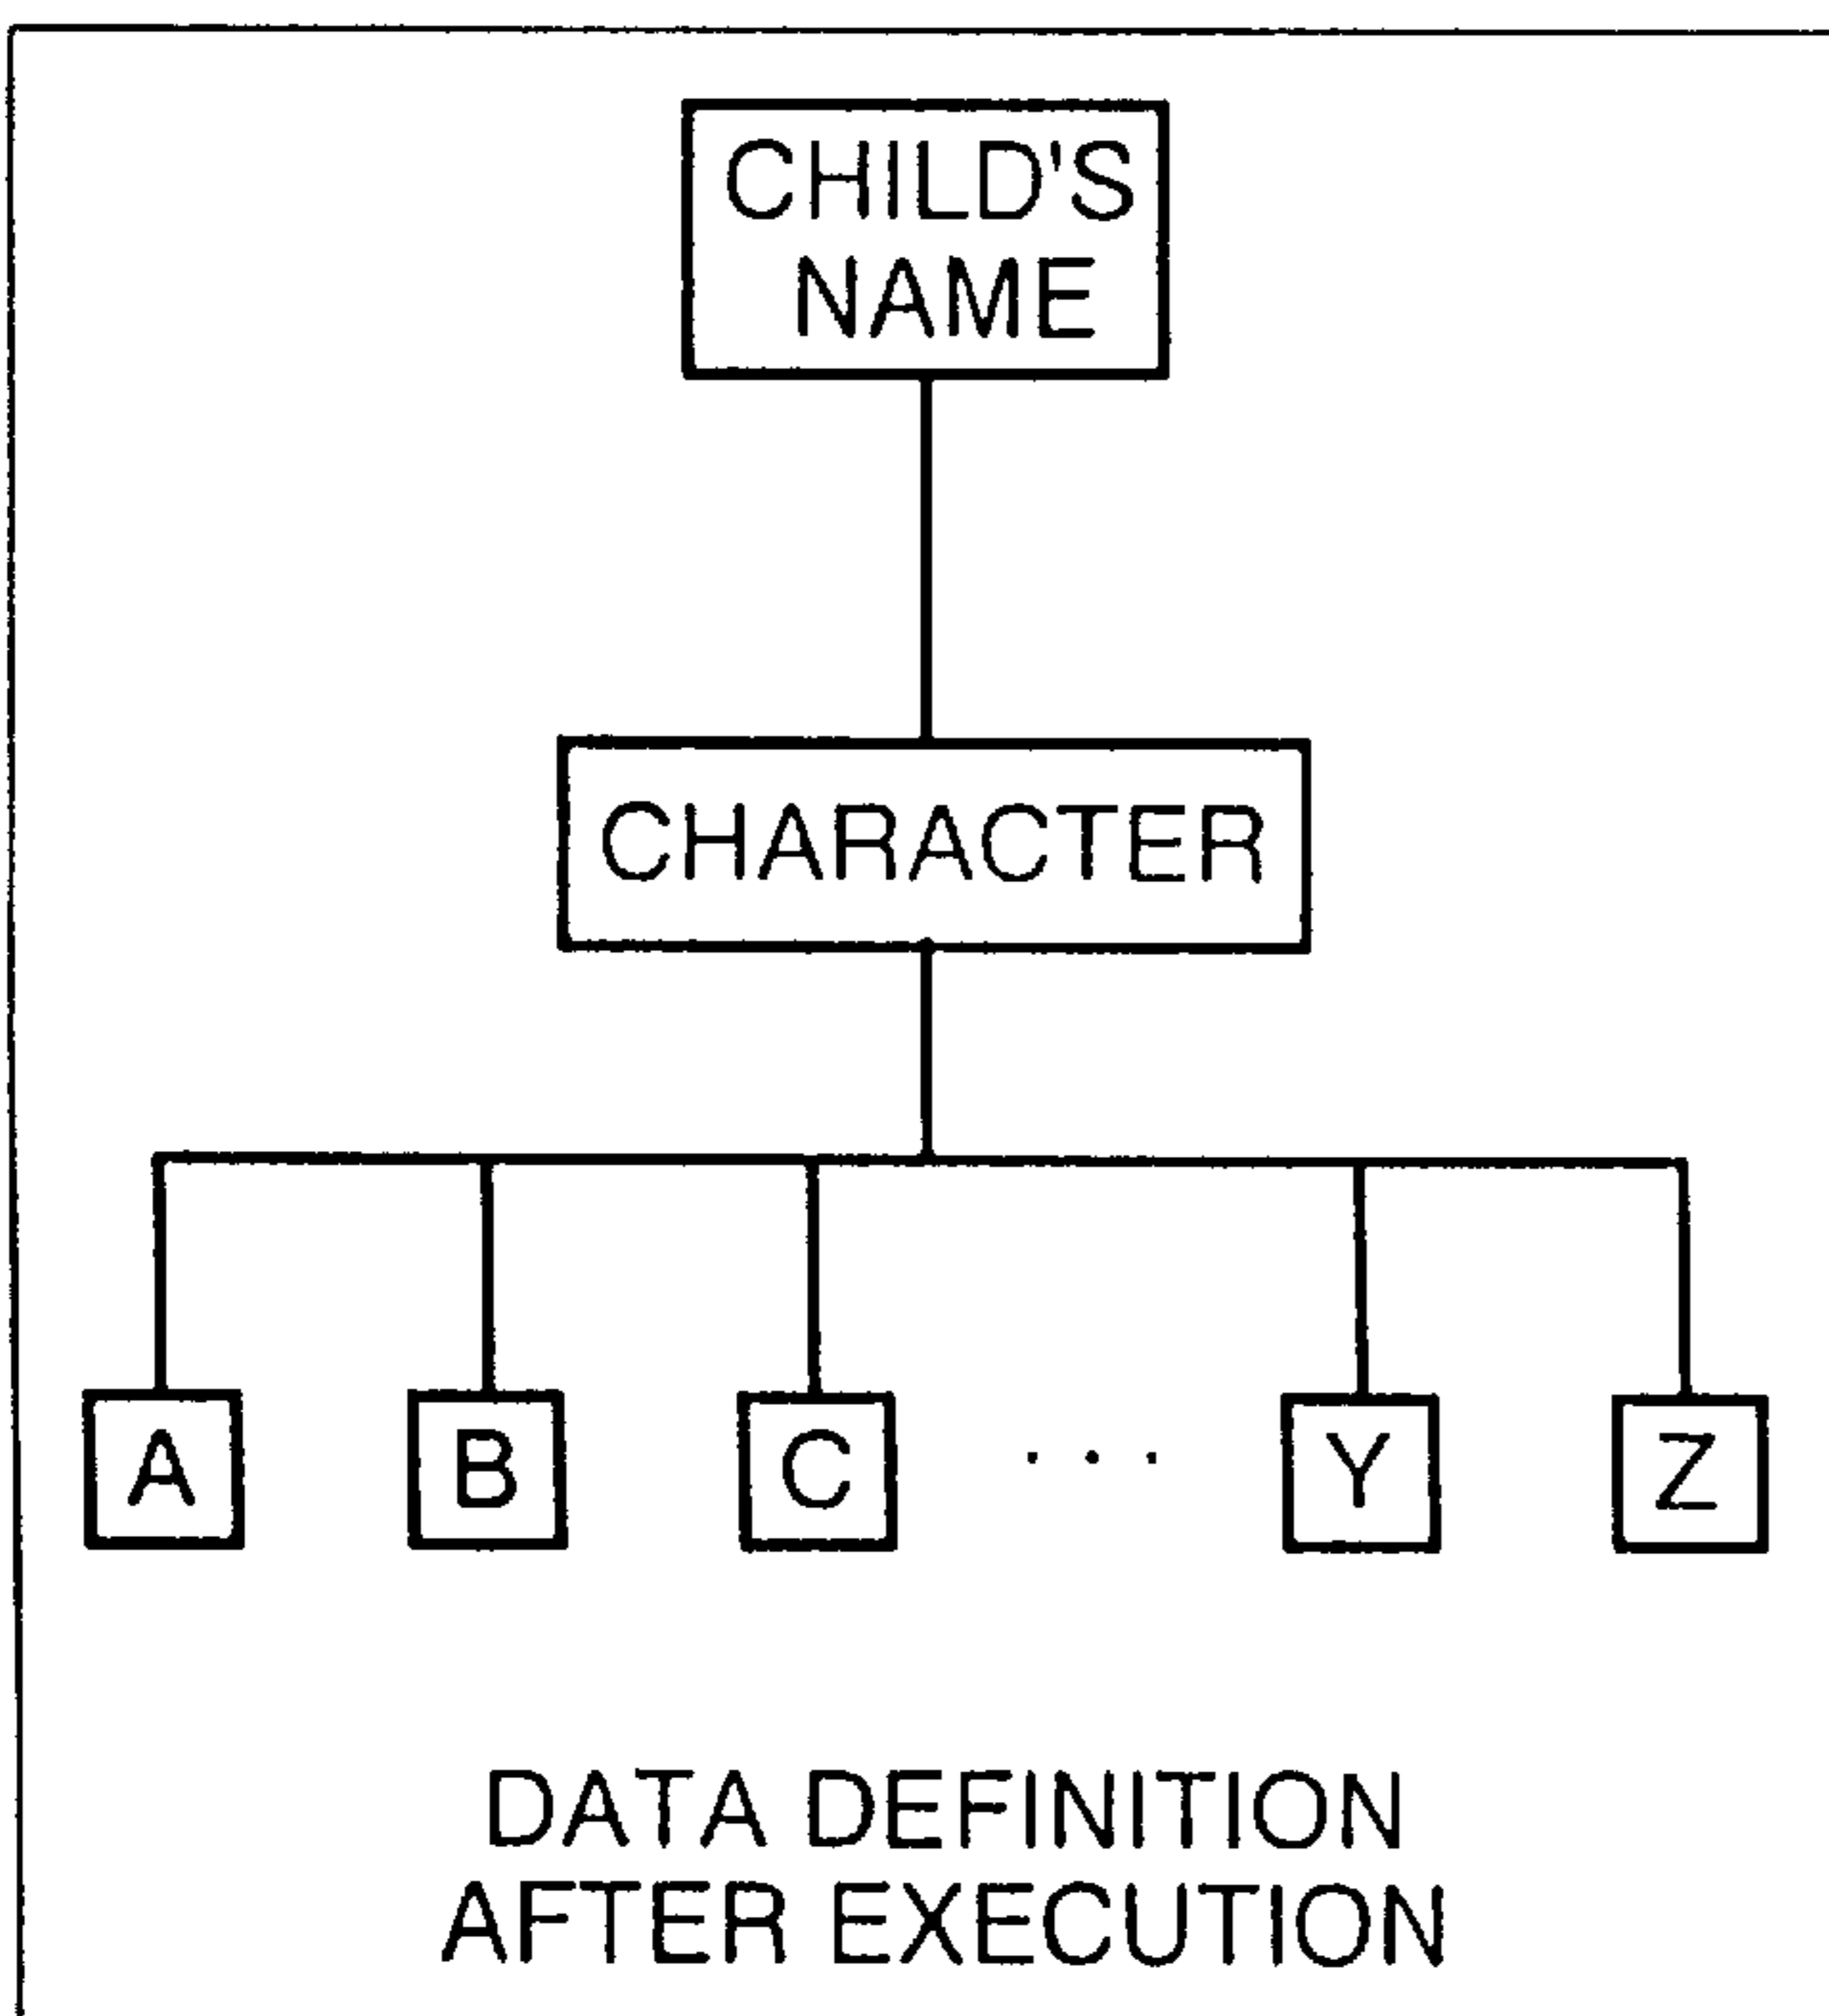 CHILD'S
NAME
CHARACTER
A B C . . . Y Z
DATA DEFINITION
AFTER EXECUTION